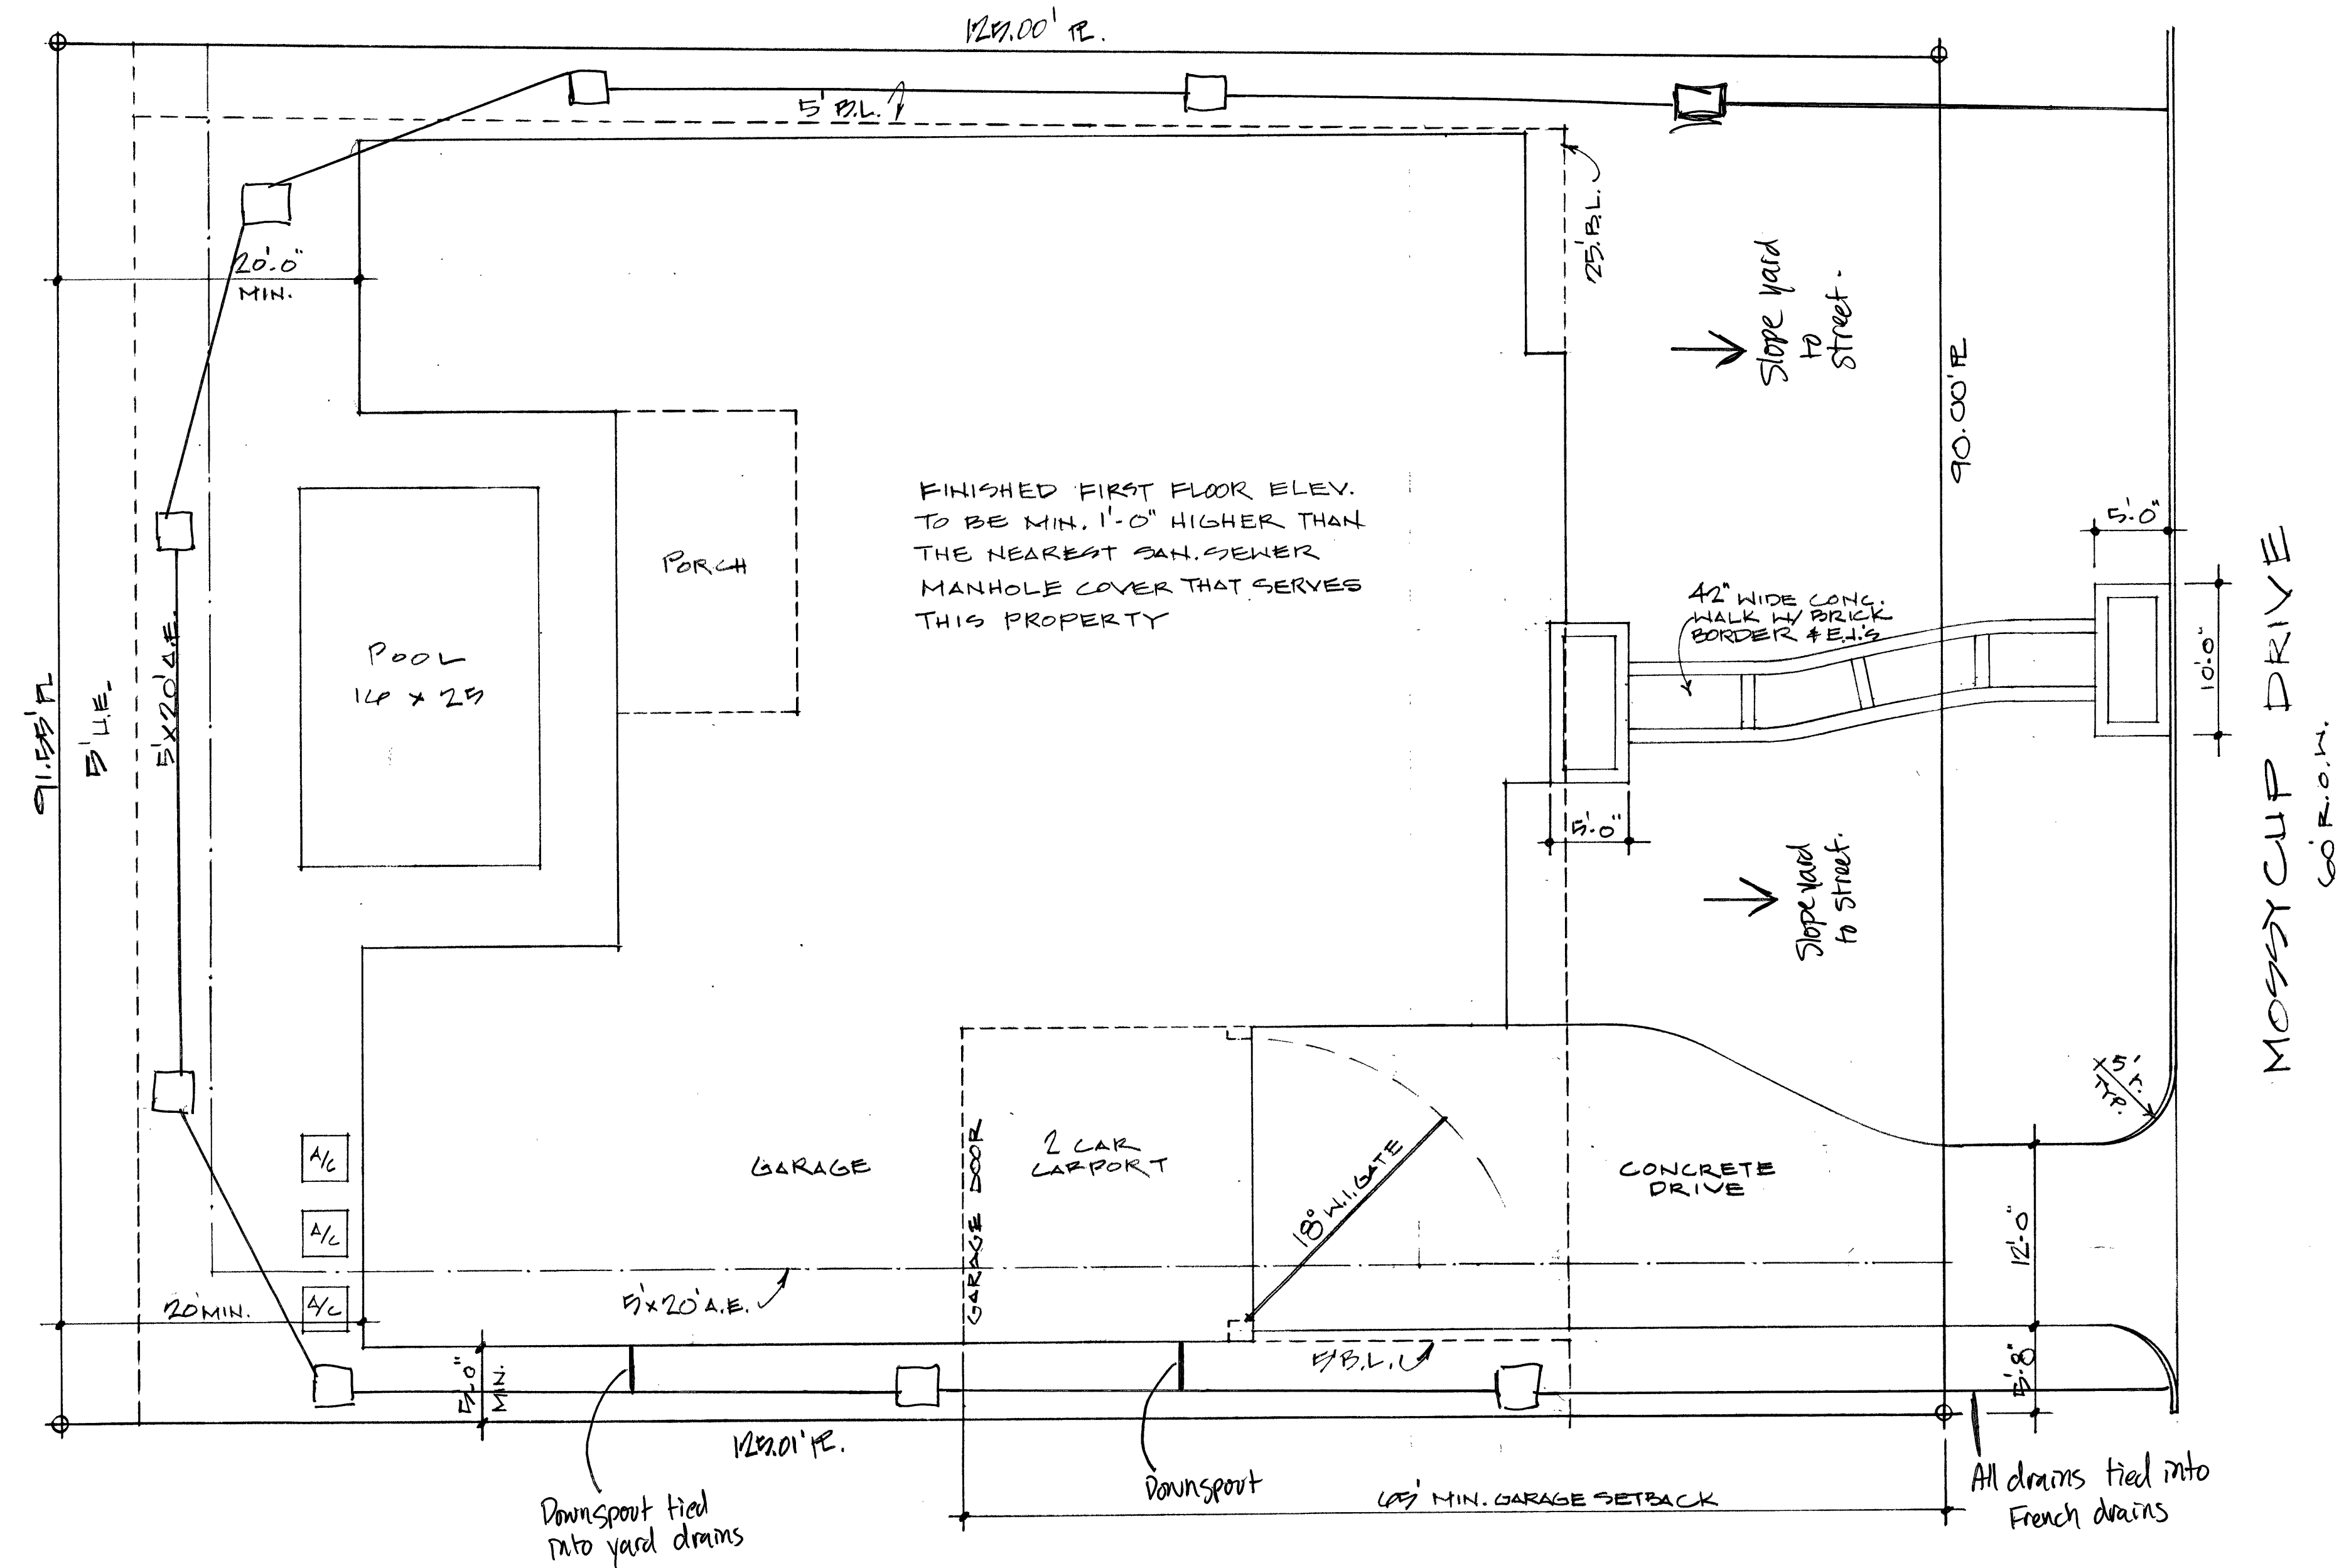 125.00' PL.
5' B.L.
25' B.L.
20'-0"
MIN.
Slope yard
to
street.
90.00' PL
FINISHED FIRST FLOOR ELEV.
TO BE MIN. 1'-0" HIGHER THAN
THE NEAREST SAN. SEWER
MANHOLE COVER THAT SERVES
THIS PROPERTY
PORCH
POOL
14 x 25
5'-0"
42" WIDE CONC.
WALK W/ BRICK
BORDER & E.J.'S
10'-0"
MOSSYCUP DRIVE
60' R.O.W.
91.55' PL
5' U.E.
5'x20' A.E.
5'-0"
Slope yard
to street.
5' r.
TYP.
A/C
A/C
A/C
GARAGE
GARAGE DOOR
2 CAR
CARPORT
18° W.I. GATE
CONCRETE
DRIVE
12'-0"
5'x20' A.E.
20' MIN.
5'-0"
MIN.
5' B.L.
5'-8"
125.01' PL.
Downspout tied
into yard drains
Downspout
65' MIN. GARAGE SETBACK
All drains tied into
French drains